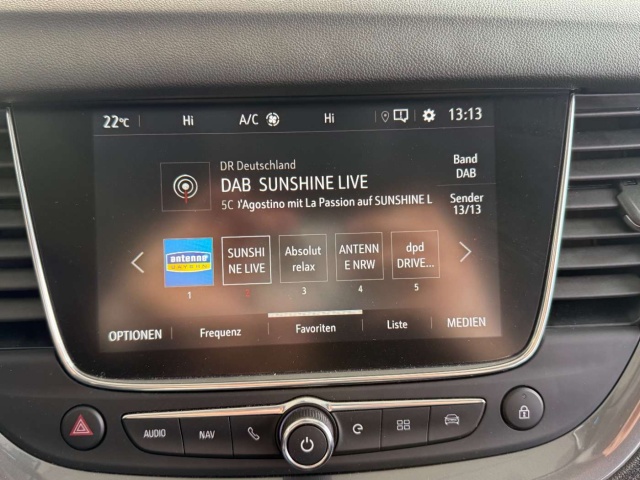 22°C Hi A/C Hi 13:13
DR Deutschland
DAB SUNSHINE LIVE
5C )'Agostino mit La Passion auf SUNSHINE L
Band
DAB
Sender
13/13
antenne
SUNSHI
NE LIVE
Absolut
relax
ANTENN
E NRW
dpd
DRIVE...
1 2 3 4 5
OPTIONEN Frequenz Favoriten Liste MEDIEN
AUDIO NAV